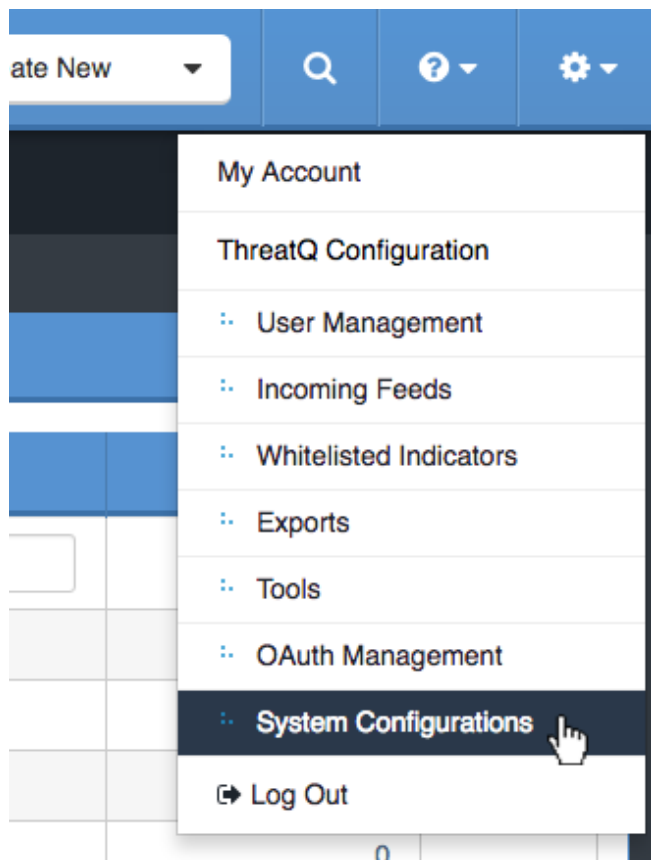 ate New
My Account
ThreatQ Configuration
User Management
Incoming Feeds
Whitelisted Indicators
Exports
Tools
OAuth Management
System Configurations
Log Out
0